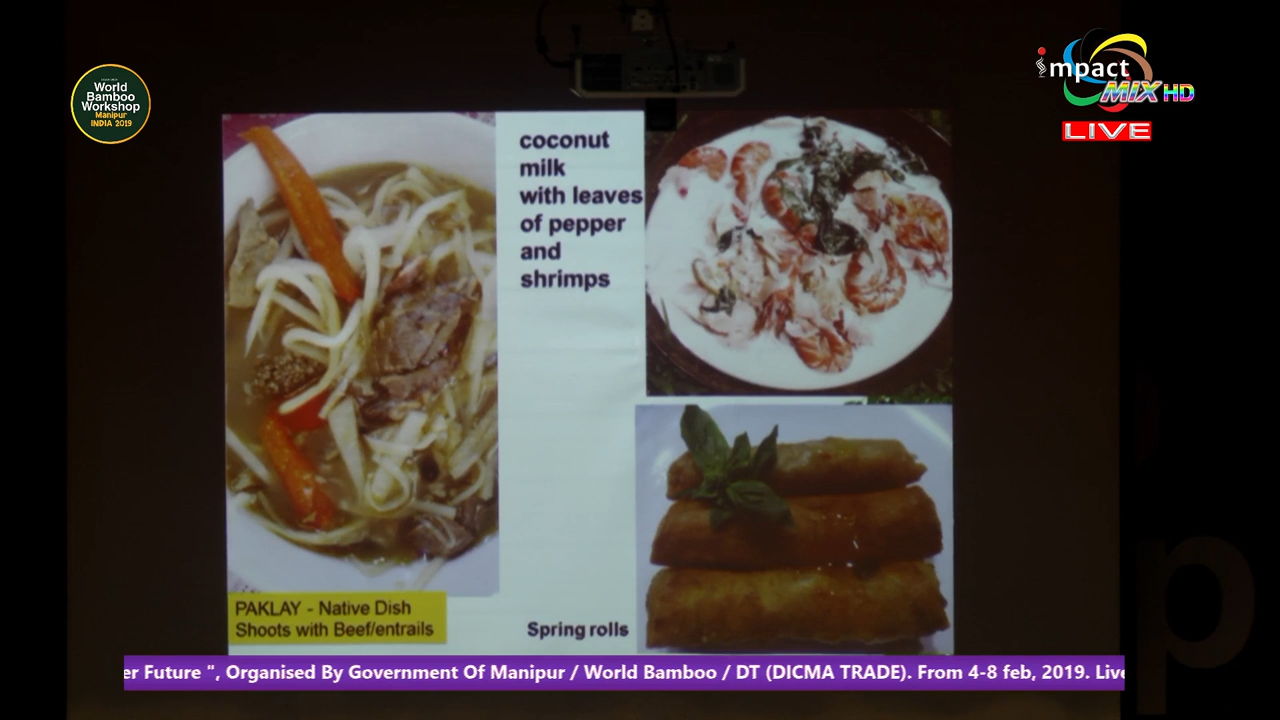 World
Bamboo
Workshop
Manipur
INDIA 2019
impact
MIX HD
LIVE
coconut
milk
with leaves
of pepper
and
shrimps
PAKLAY - Native Dish
Shoots with Beef/entrails
Spring rolls
er Future ", Organised By Government Of Manipur / World Bamboo / DT (DICMA TRADE). From 4-8 feb, 2019. Live